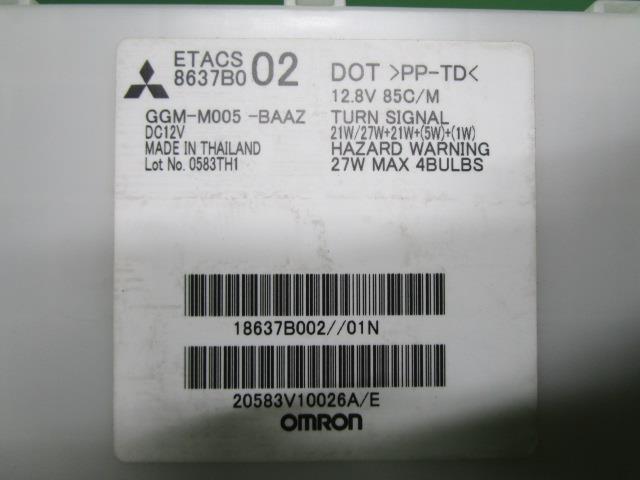 ETACS
8637B0 02
GGM-M005 -BAAZ
DC12V
MADE IN THAILAND
Lot No. 0583TH1
DOT >PP-TD<
12.8V 85C/M
TURN SIGNAL
21W/27W+21W+(5W)+(1W)
HAZARD WARNING
27W MAX 4BULBS
18637B002//01N
20583V10026A/E
OMRON